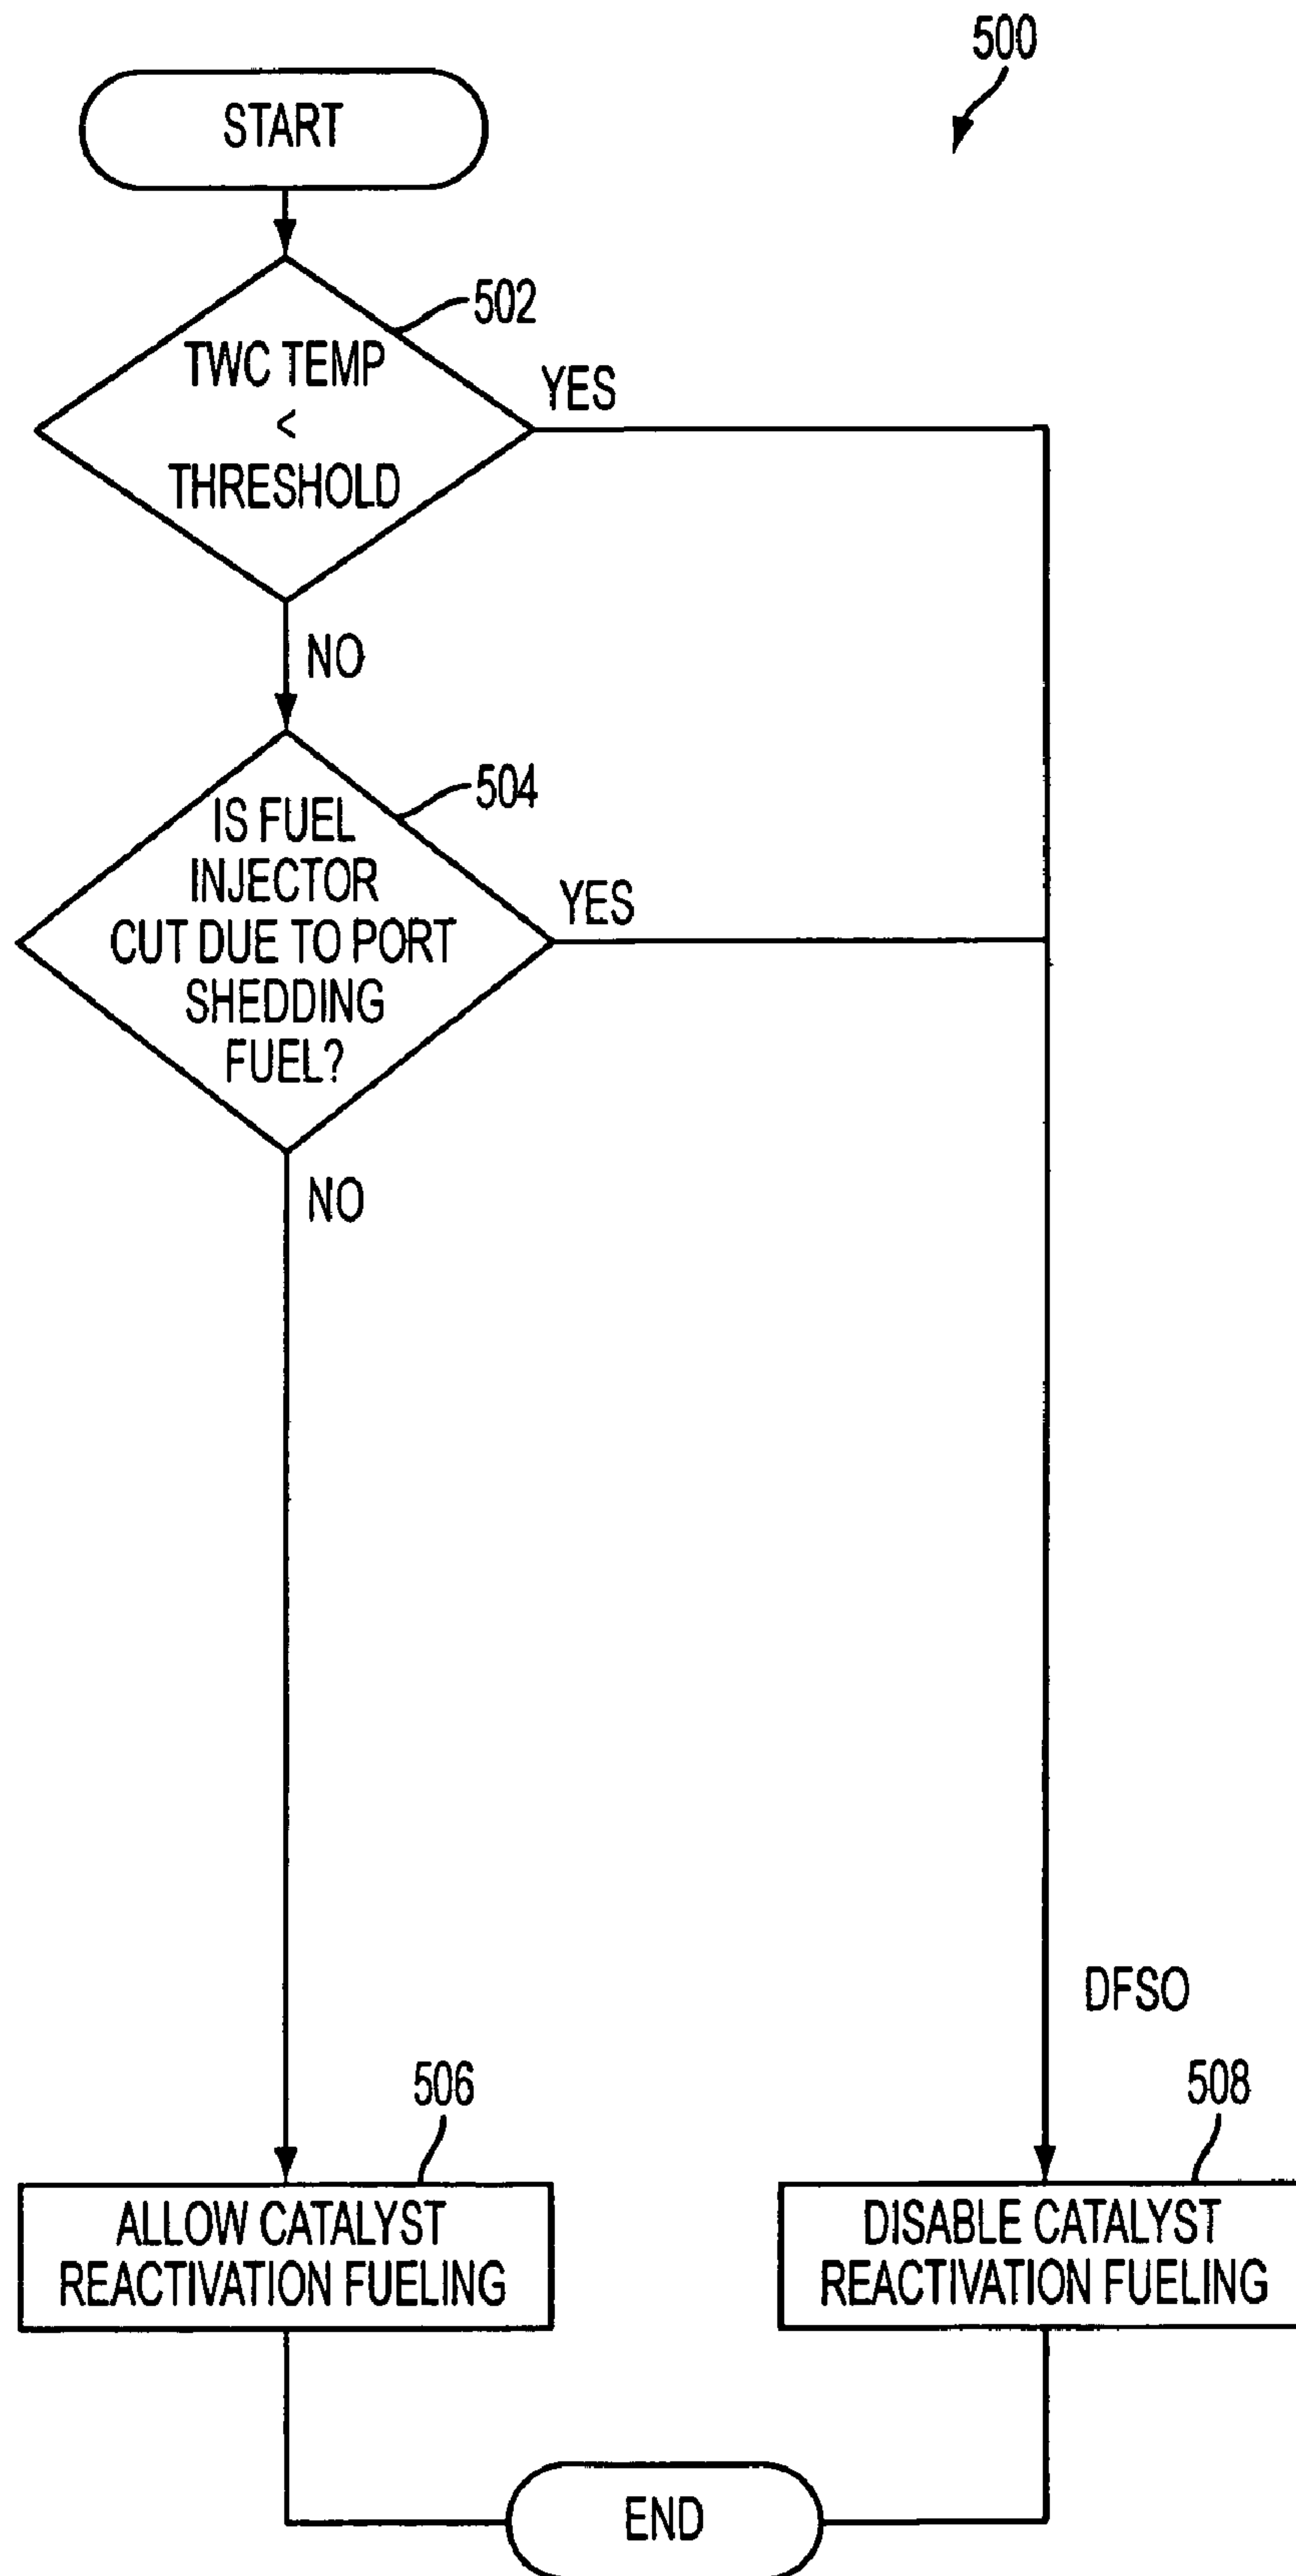 500
START
502
TWC TEMP
<
THRESHOLD
YES
NO
504
IS FUEL
INJECTOR
CUT DUE TO PORT
SHEDDING
FUEL?
YES
NO
DFSO
506
508
ALLOW CATALYST
REACTIVATION FUELING
DISABLE CATALYST
REACTIVATION FUELING
END